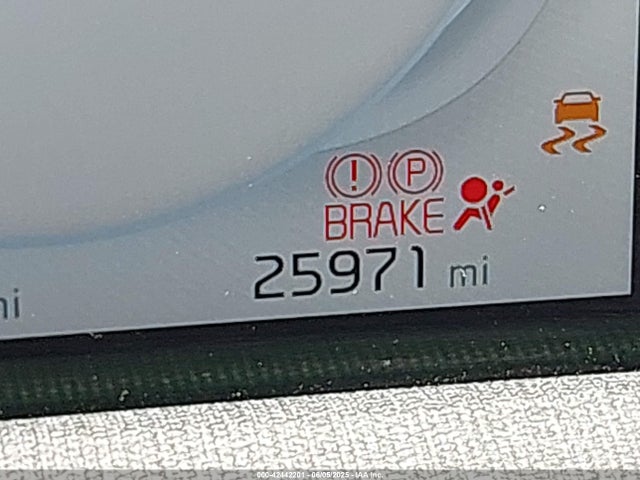 ! P
BRAKE
25971 mi
mi
000-42442201 - 06/05/2025 - IAA Inc.